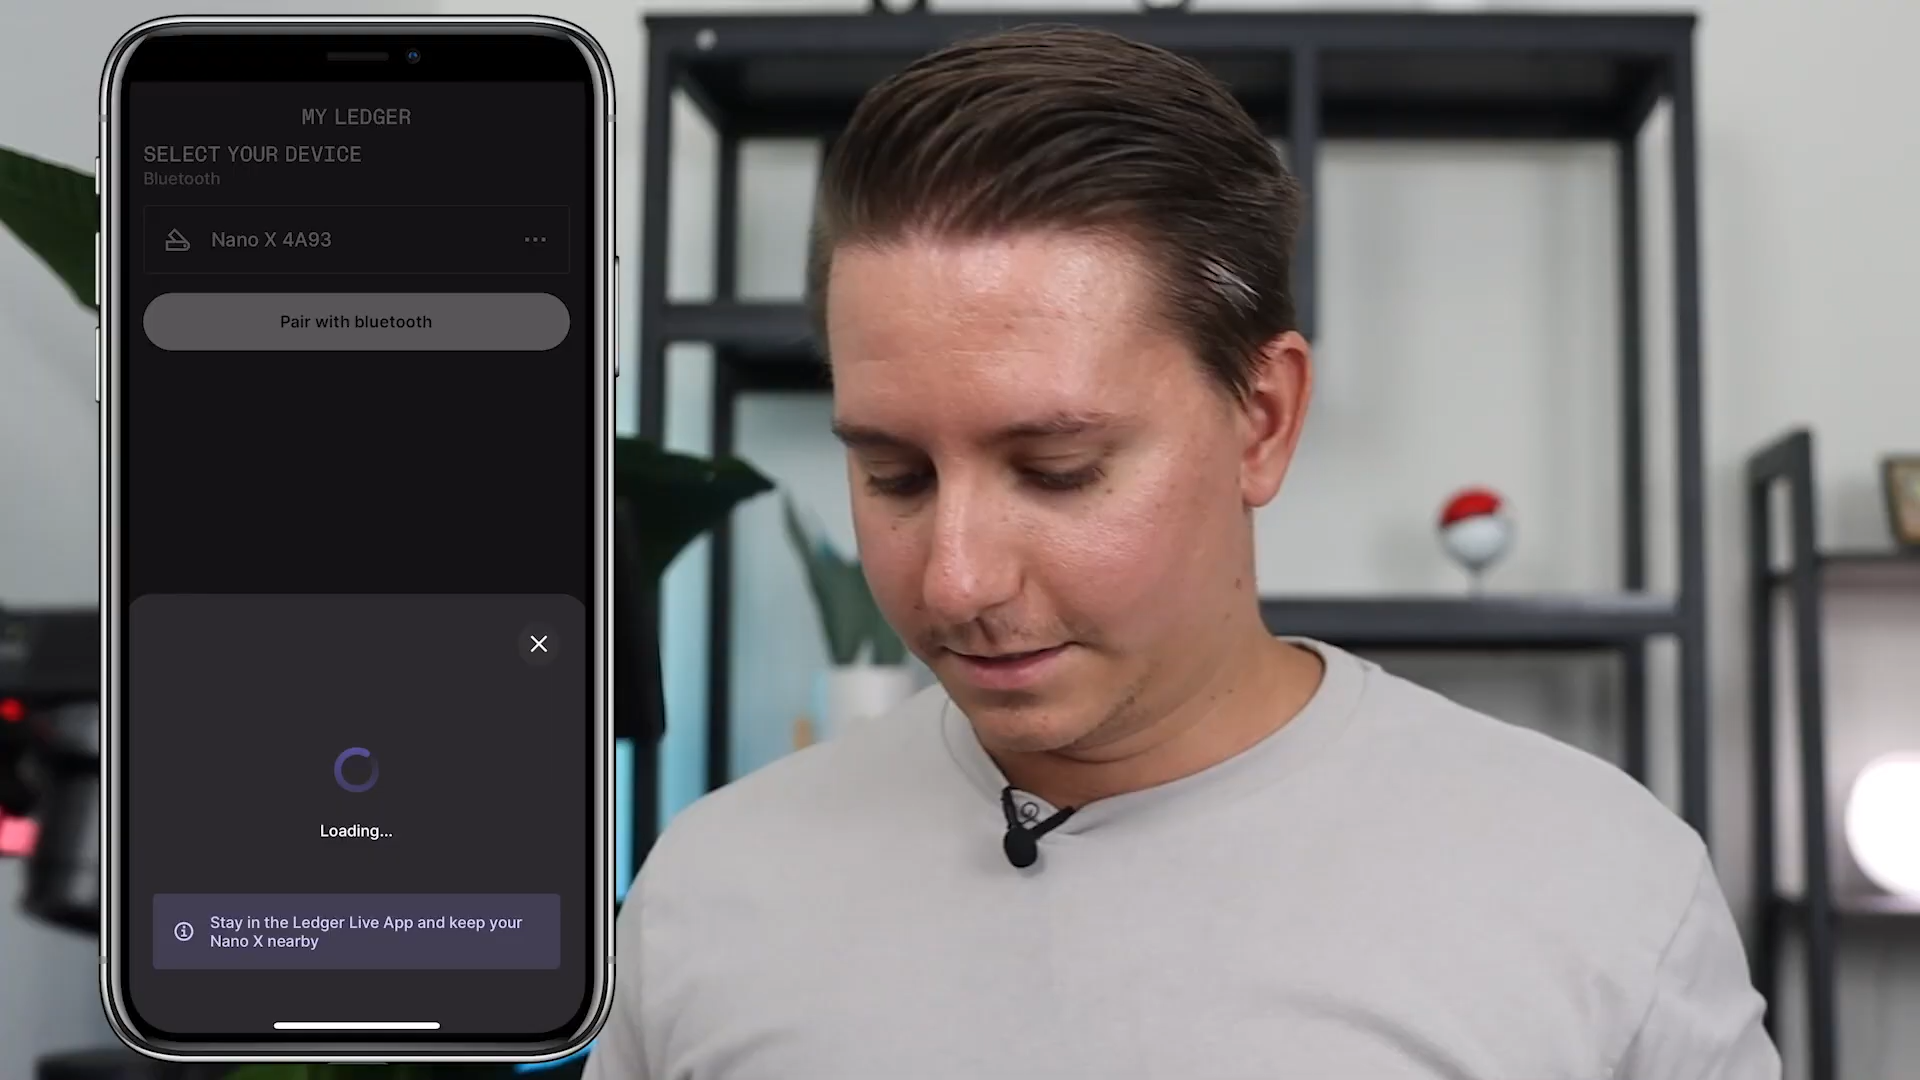 MY LEDGER
SELECT YOUR DEVICE
Bluetooth
Nano X 4A93
Pair with bluetooth
Loading...
Stay in the Ledger Live App and keep your
Nano X nearby